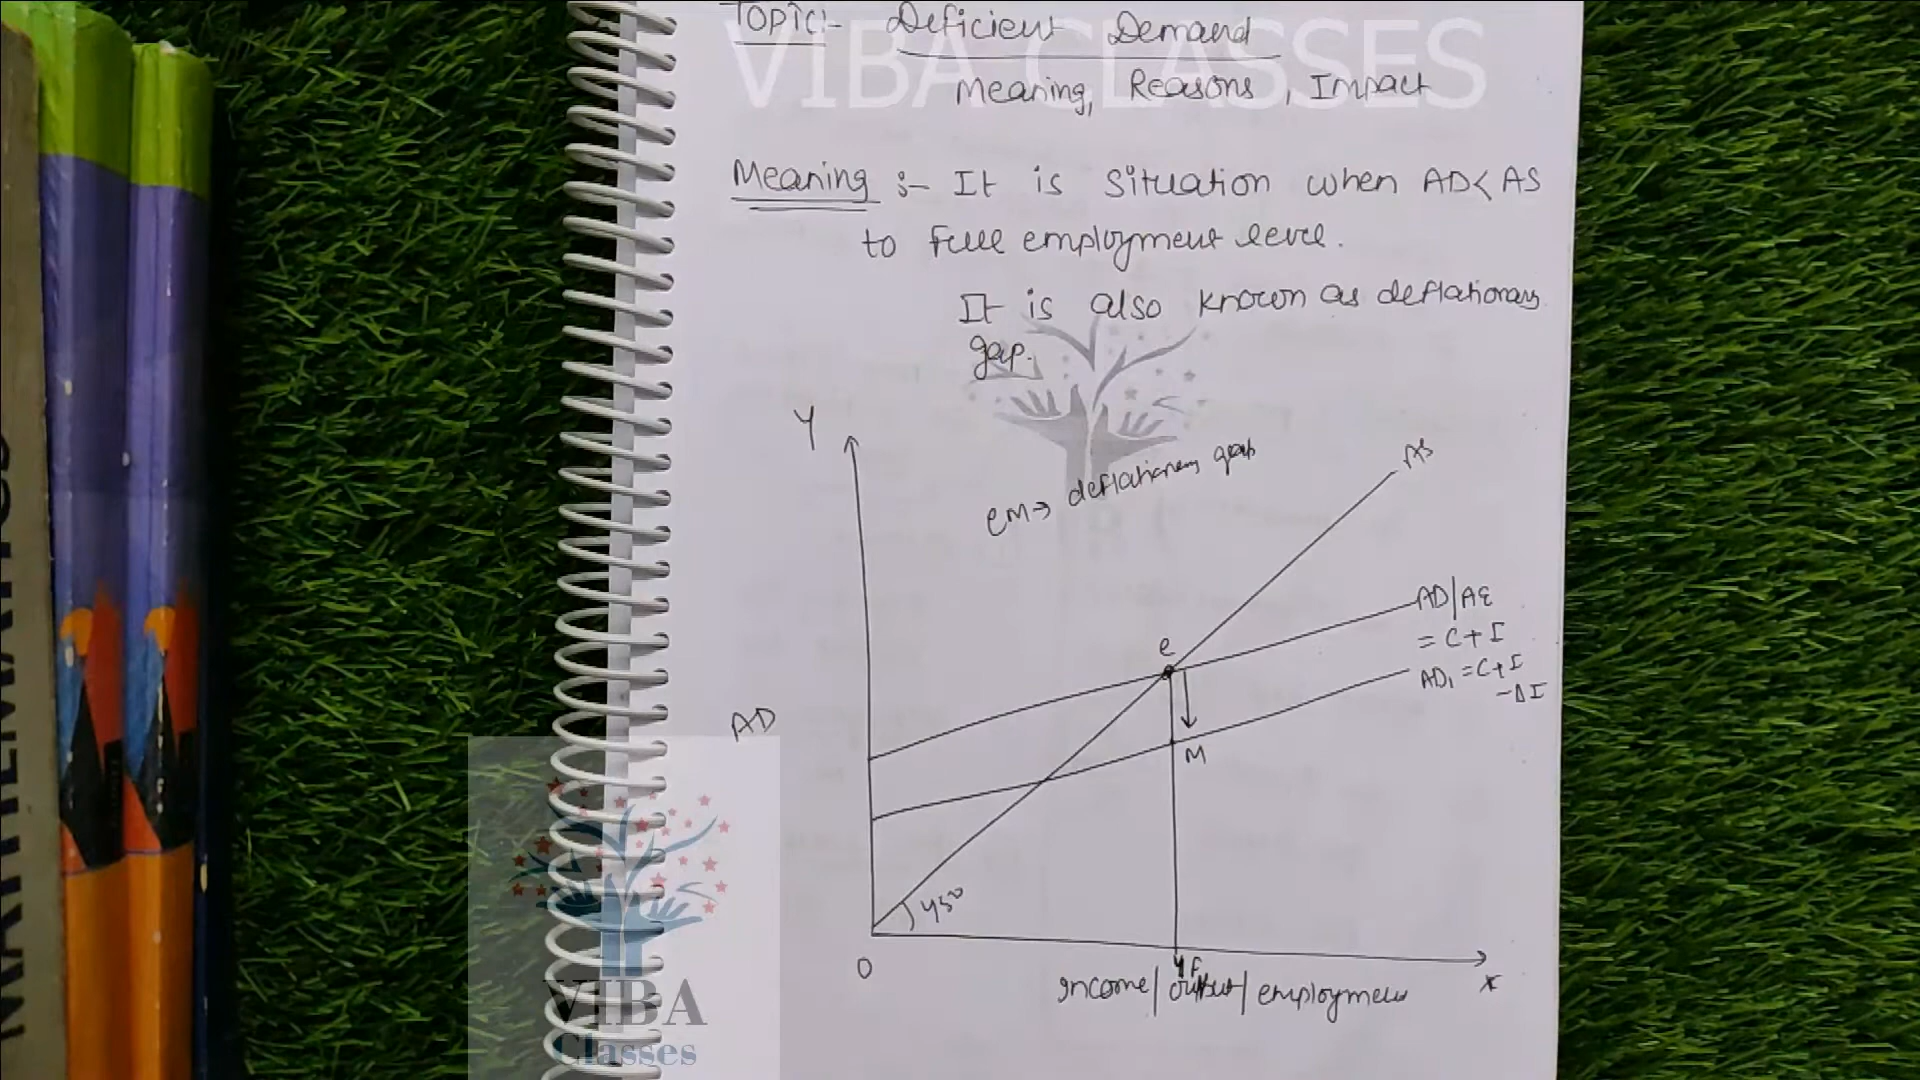 TOPIC:- Deficient Demand
Meaning, Reasons, Impact
VIBA CLASSES
Meaning :- It is situation when AD< AS
to Full employment level.
It is also known as deflationary
gap.
Y
eM→ deflationary gap
AS
AD/AE
= C+I
AD₁ = C+I
-ΔI
e
M
AD
45°
O
YF
x
Income/output/employment
VIBA
Classes